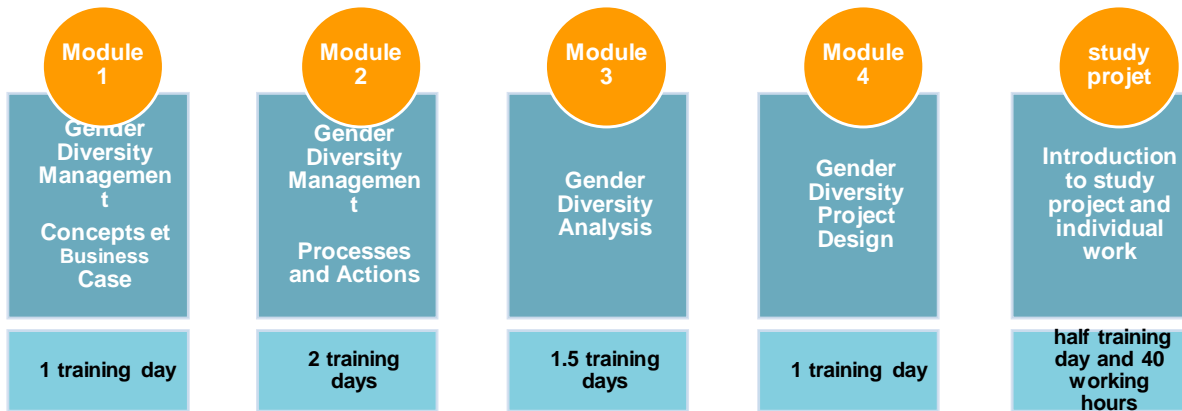 Module
1
Gender
Diversity
Managemen
t
Concepts et
Business
Case
1 training day
Module
2
Gender
Diversity
Managemen
t
Processes
and Actions
2 training
days
Module
3
Gender
Diversity
Analysis
1.5 training
days
Module
4
Gender
Diversity
Project
Design
1 training day
study
projet
Introduction
to study
project and
individual
work
half training
day and 40
working
hours